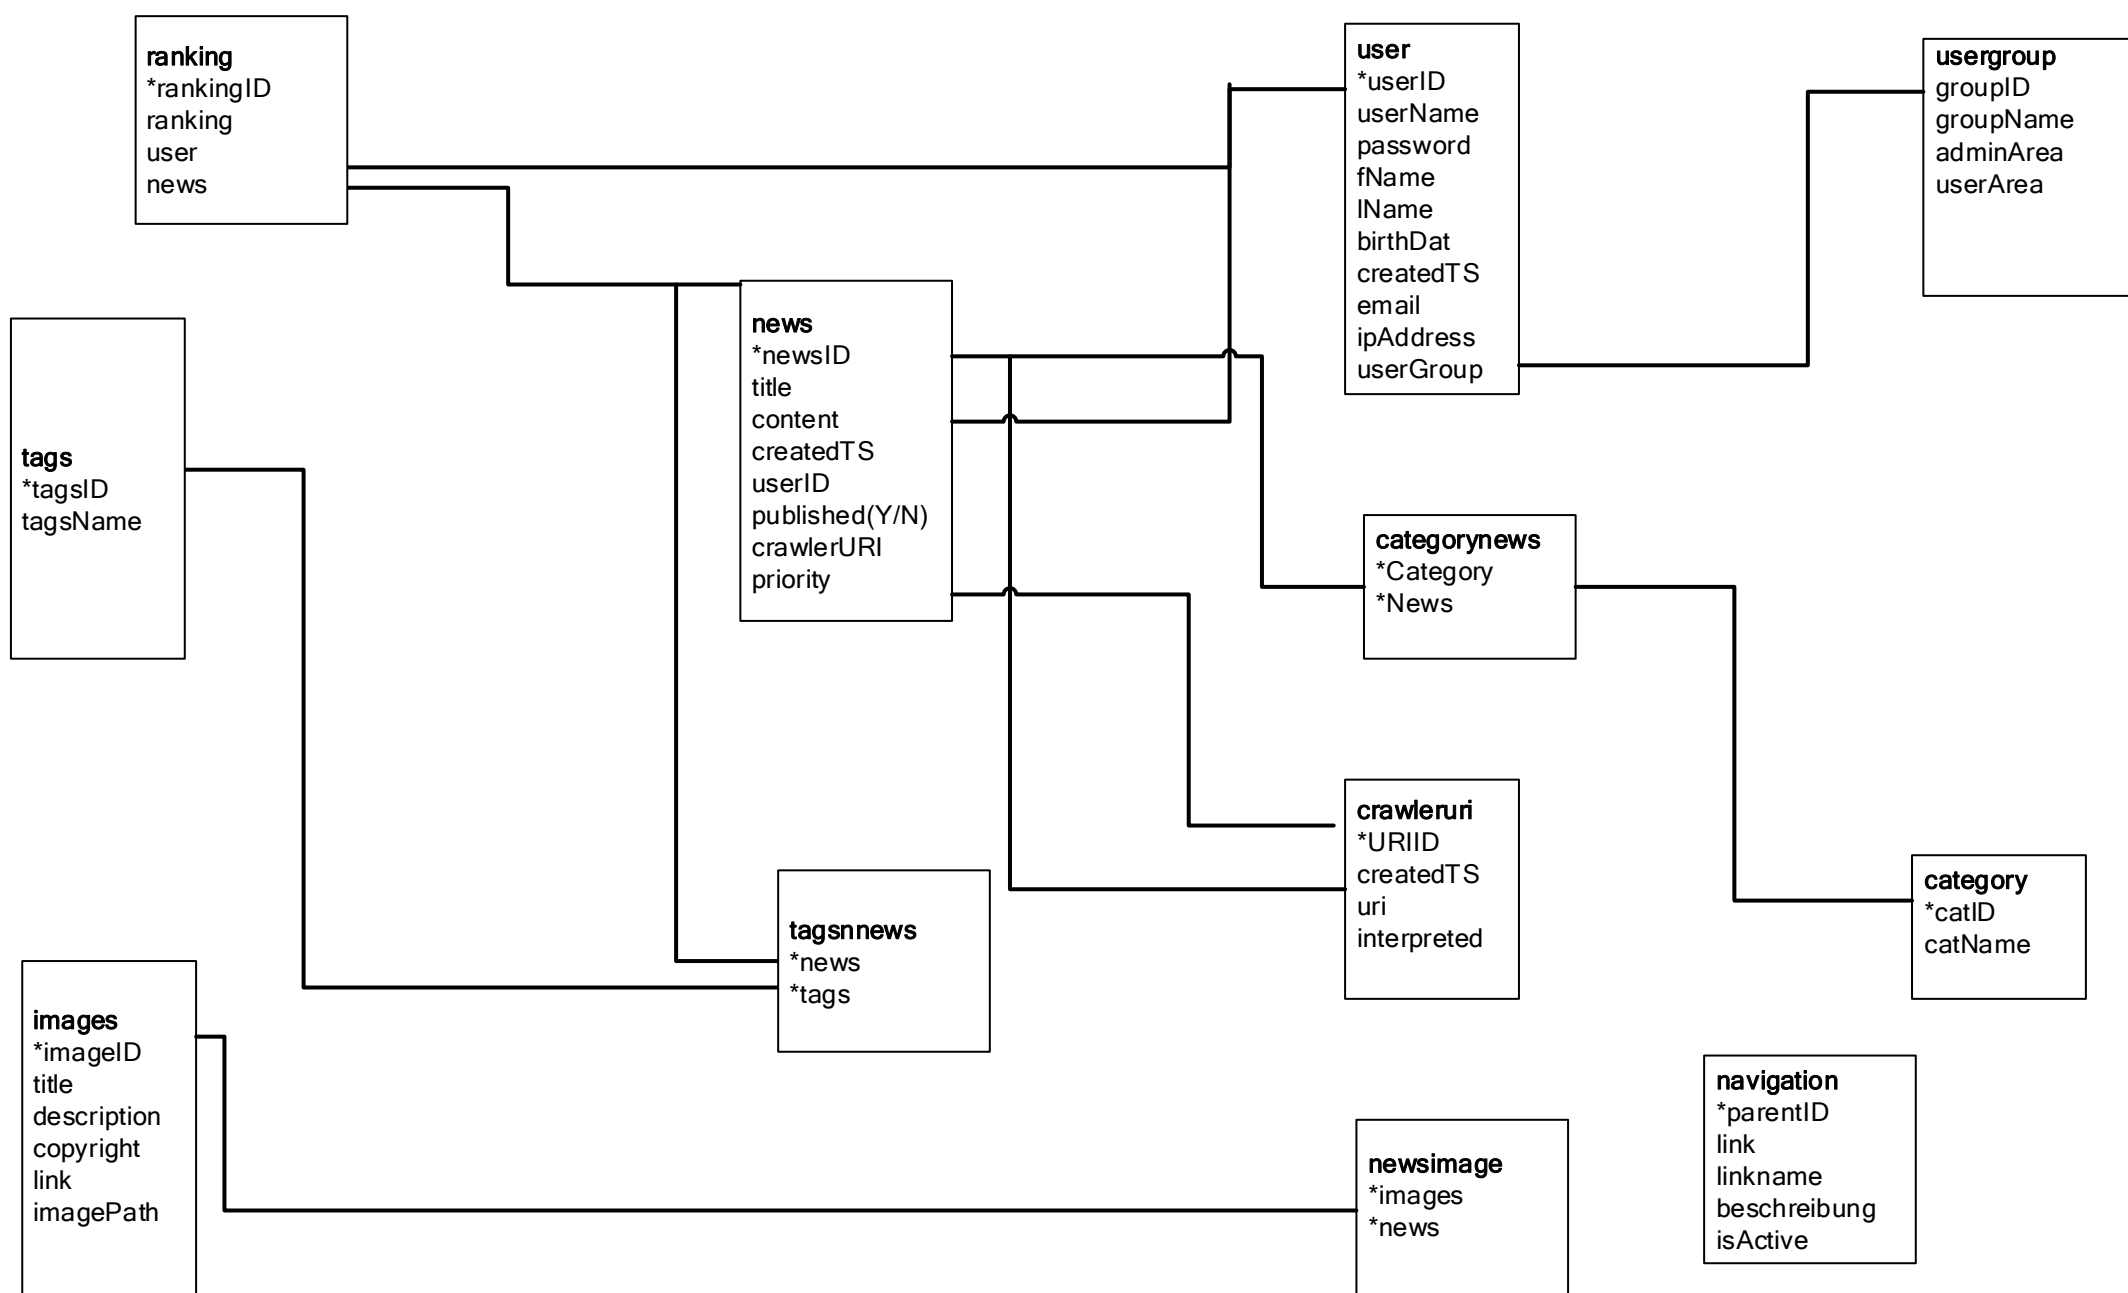 ranking
*rankingID
ranking
user
news
user
*userID
userName
password
fName
lName
birthDat
createdTS
email
ipAddress
userGroup
usergroup
groupID
groupName
adminArea
userArea
news
*newsID
title
content
createdTS
userID
published(Y/N)
crawlerURI
priority
tags
*tagsID
tagsName
categorynews
*Category
*News
crawleruri
*URIID
createdTS
uri
interpreted
category
*catID
catName
tagsnnews
*news
*tags
images
*imageID
title
description
copyright
link
imagePath
newsimage
*images
*news
navigation
*parentID
link
linkname
beschreibung
isActive